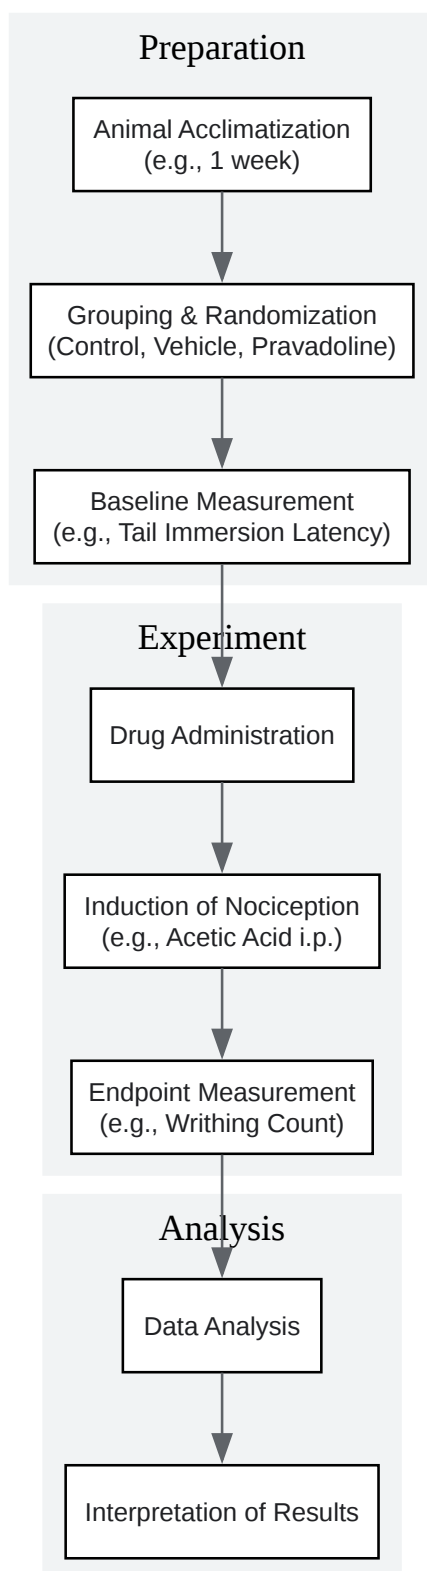 Preparation
Animal Acclimatization
(e.g., 1 week)
Grouping & Randomization
(Control, Vehicle, Pravadoline)
Baseline Measurement
(e.g., Tail Immersion Latency)
Experiment
Drug Administration
Induction of Nociception
(e.g., Acetic Acid i.p.)
Endpoint Measurement
(e.g., Writhing Count)
Analysis
Data Analysis
Interpretation of Results